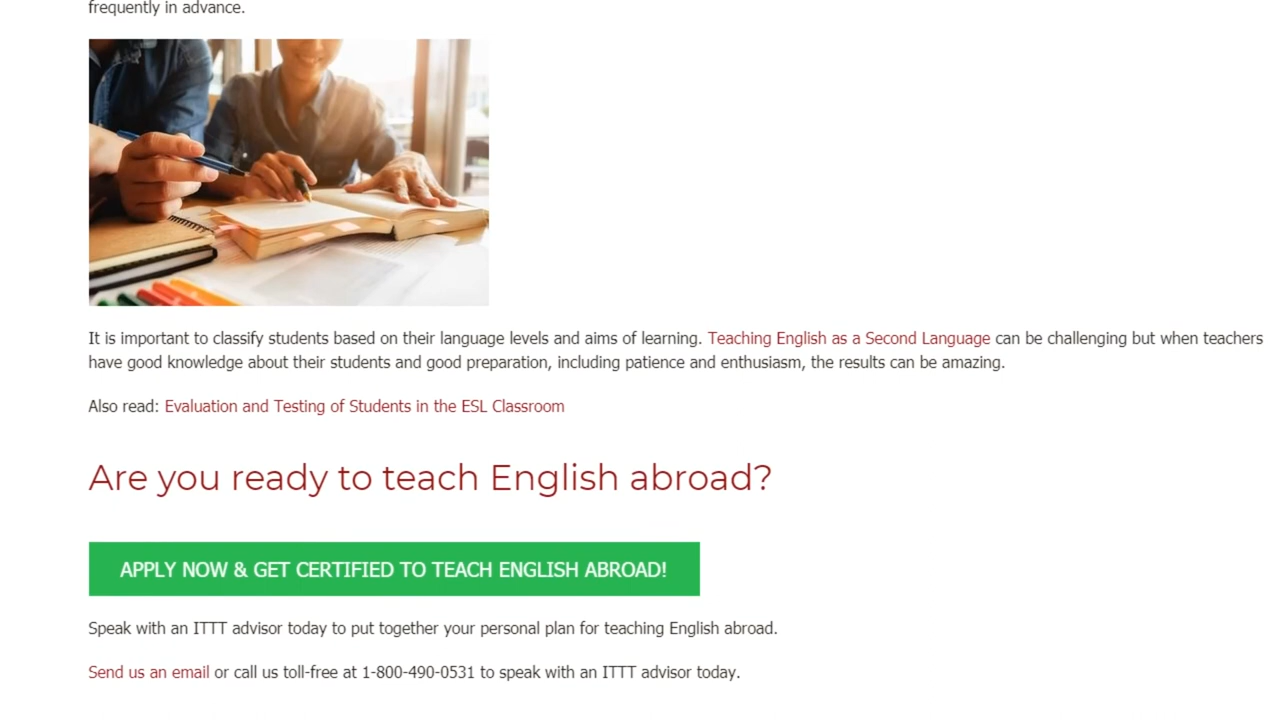 frequently in advance.
It is important to classify students based on their language levels and aims of learning. Teaching English as a Second Language can be challenging but when teachers
have good knowledge about their students and good preparation, including patience and enthusiasm, the results can be amazing.
Also read: Evaluation and Testing of Students in the ESL Classroom
Are you ready to teach English abroad?
APPLY NOW & GET CERTIFIED TO TEACH ENGLISH ABROAD!
Speak with an ITTT advisor today to put together your personal plan for teaching English abroad.
Send us an email or call us toll-free at 1-800-490-0531 to speak with an ITTT advisor today.